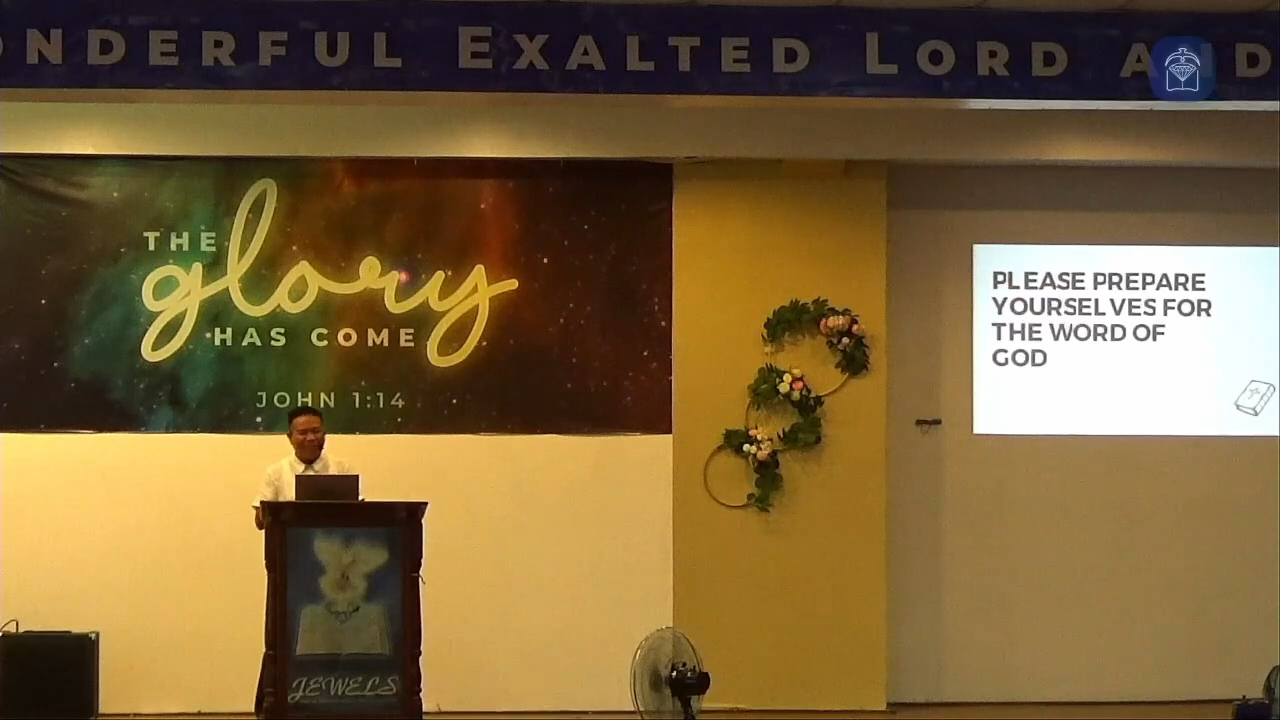 ONDERFUL EXALTED LORD AND
THE
glory
HAS COME
JOHN 1:14
PLEASE PREPARE
YOURSELVES FOR
THE WORD OF
GOD
JEWELS